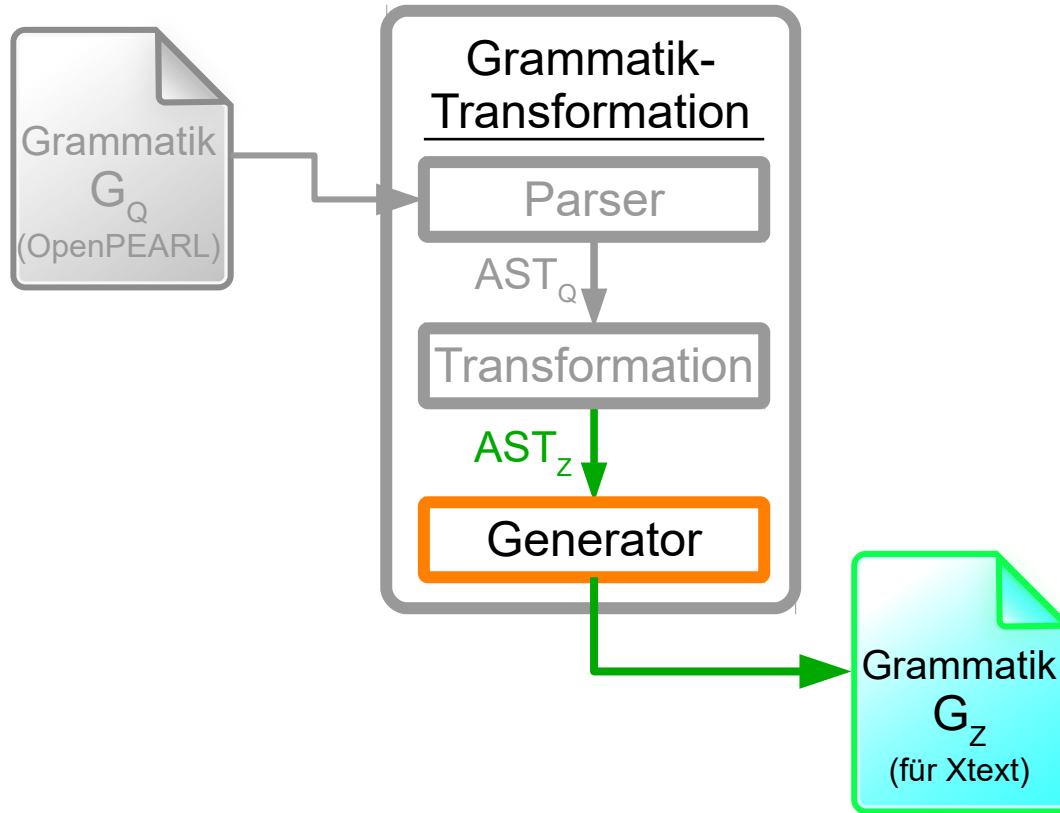 Grammatik
G_Q
(OpenPEARL)
Grammatik-
Transformation
Parser
AST_Q
Transformation
AST_Z
Generator
Grammatik
G_Z
(für Xtext)